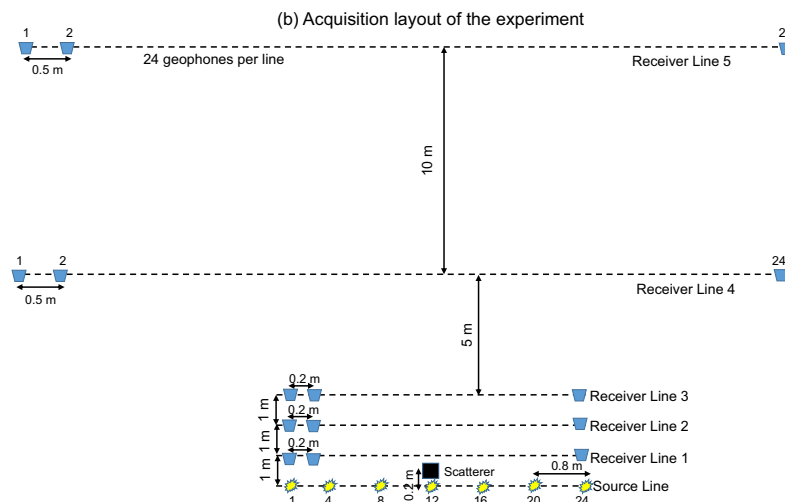 (b) Acquisition layout of the experiment
1 2
0.5 m
24 geophones per line
Receiver Line 5
10 m
1 2 24
0.5 m
Receiver Line 4
5 m
0.2 m
Receiver Line 3
1 m
0.2 m
Receiver Line 2
1 m
0.2 m
Receiver Line 1
1 m
Scatterer
0.8 m
0.2 m
Source Line
1 4 8 12 16 20 24